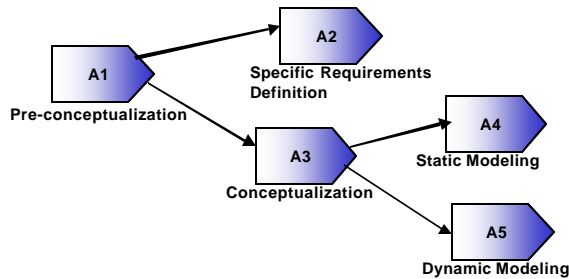 A1
Pre-conceptualization
A2
Specific Requirements
Definition
A3
Conceptualization
A4
Static Modeling
A5
Dynamic Modeling